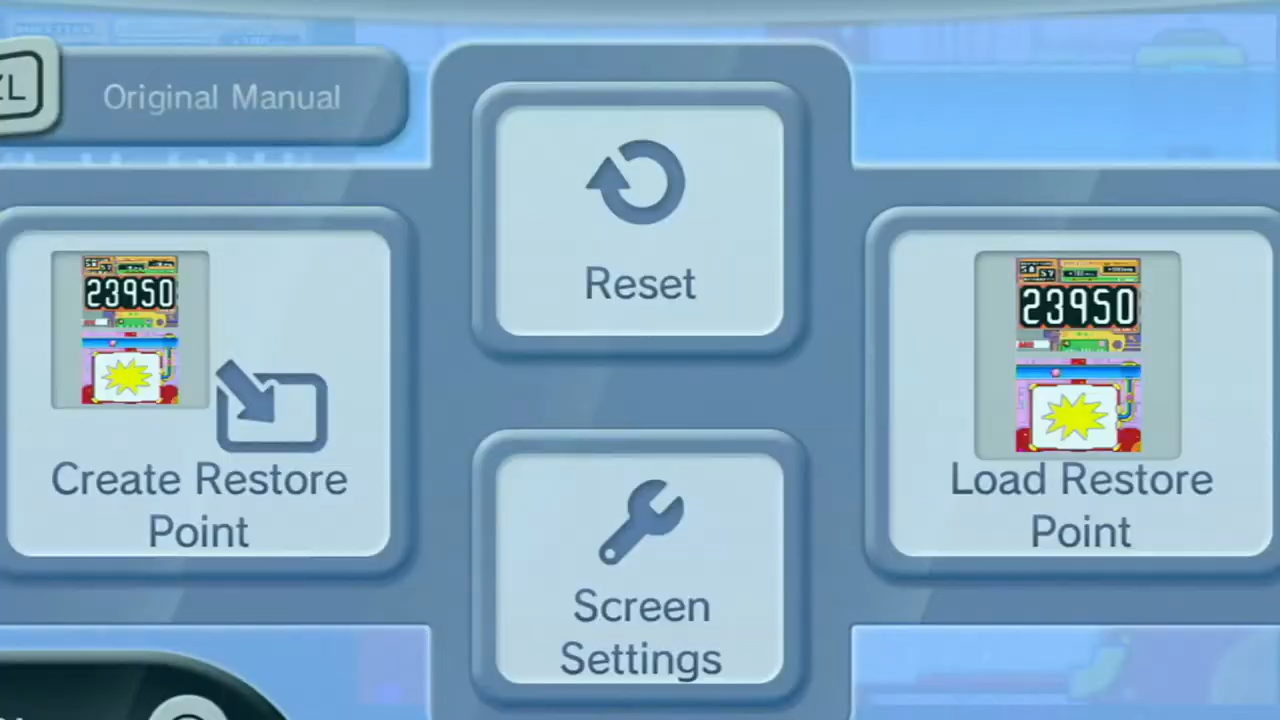 ZL
Original Manual
Reset
23950
23950
Create Restore
Point
Load Restore
Point
Screen
Settings